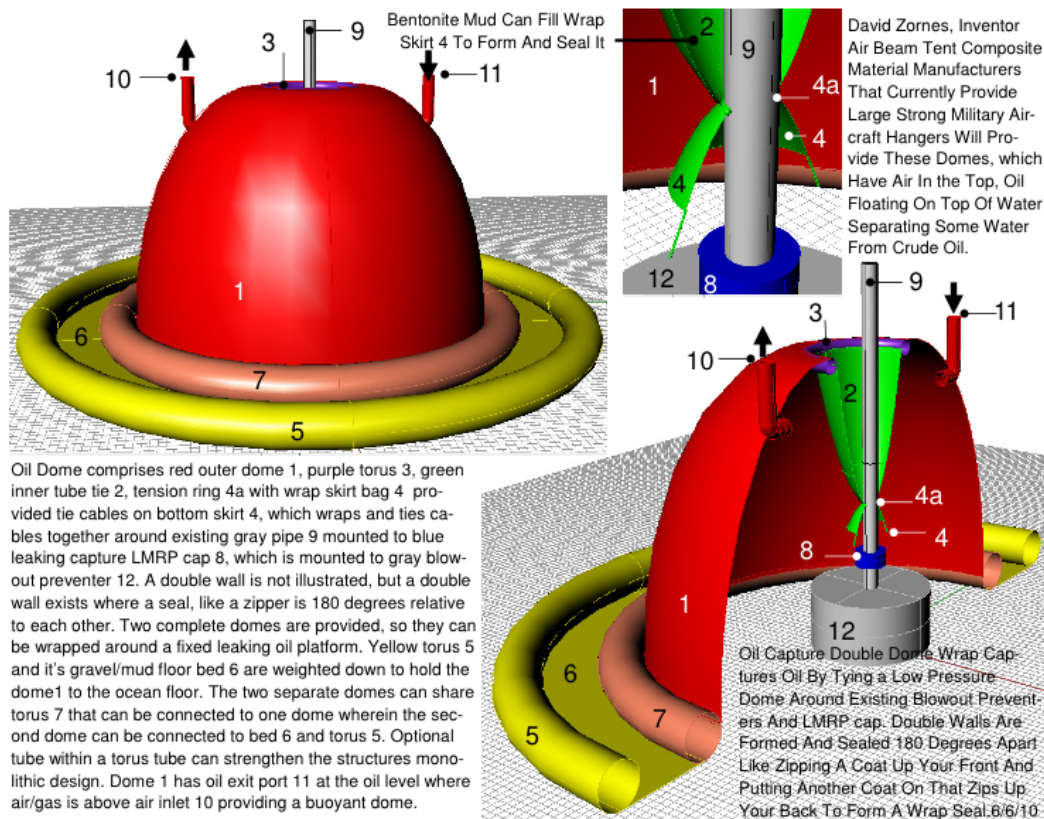 Bentonite Mud Can Fill Wrap
Skirt 4 To Form And Seal It
9
3
10
11
1
6
7
5
2
9
1
4a
4
4
12
8
David Zornes, Inventor
Air Beam Tent Composite
Material Manufacturers
That Currently Provide
Large Strong Military Air-
craft Hangers Will Pro-
vide These Domes, which
Have Air In the Top, Oil
Floating On Top Of Water
Separating Some Water
From Crude Oil.
9
3
11
10
2
4a
4
8
1
12
6
7
5
Oil Dome comprises red outer dome 1, purple torus 3, green
inner tube tie 2, tension ring 4a with wrap skirt bag 4 pro-
vided tie cables on bottom skirt 4, which wraps and ties ca-
bles together around existing gray pipe 9 mounted to blue
leaking capture LMRP cap 8, which is mounted to gray blow-
out preventer 12. A double wall is not illustrated, but a double
wall exists where a seal, like a zipper is 180 degrees relative
to each other. Two complete domes are provided, so they can
be wrapped around a fixed leaking oil platform. Yellow torus 5
and it's gravel/mud floor bed 6 are weighted down to hold the
dome1 to the ocean floor. The two separate domes can share
torus 7 that can be connected to one dome wherein the sec-
ond dome can be connected to bed 6 and torus 5. Optional
tube within a torus tube can strengthen the structures mono-
lithic design. Dome 1 has oil exit port 11 at the oil level where
air/gas is above air inlet 10 providing a buoyant dome.
Oil Capture Double Dome Wrap Cap-
tures Oil By Tying a Low Pressure
Dome Around Existing Blowout Prevent-
ers And LMRP cap. Double Walls Are
Formed And Sealed 180 Degrees Apart
Like Zipping A Coat Up Your Front And
Putting Another Coat On That Zips Up
Your Back To Form A Wrap Seal.6/6/10